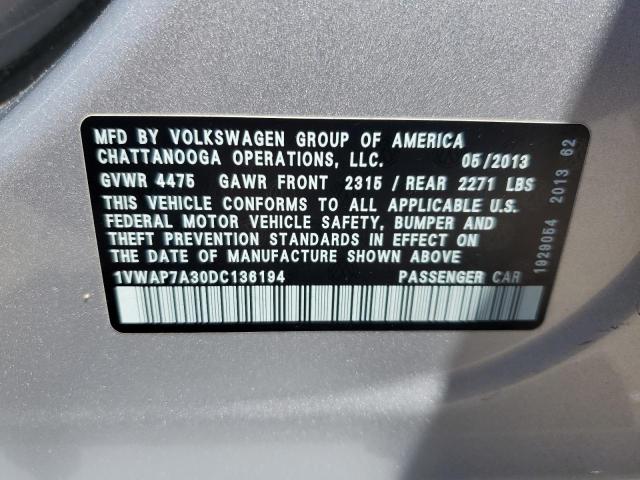 MFD BY VOLKSWAGEN GROUP OF AMERICA
CHATTANOOGA OPERATIONS, LLC. 05/2013
GVWR 4475 GAWR FRONT 2315 / REAR 2271 LBS
THIS VEHICLE CONFORMS TO ALL APPLICABLE U.S.
FEDERAL MOTOR VEHICLE SAFETY, BUMPER AND
THEFT PREVENTION STANDARDS IN EFFECT ON
THE DATE OF MANUFACTURE SHOWN ABOVE
1VWAP7A30DC136194 PASSENGER CAR
1929054 2013 62